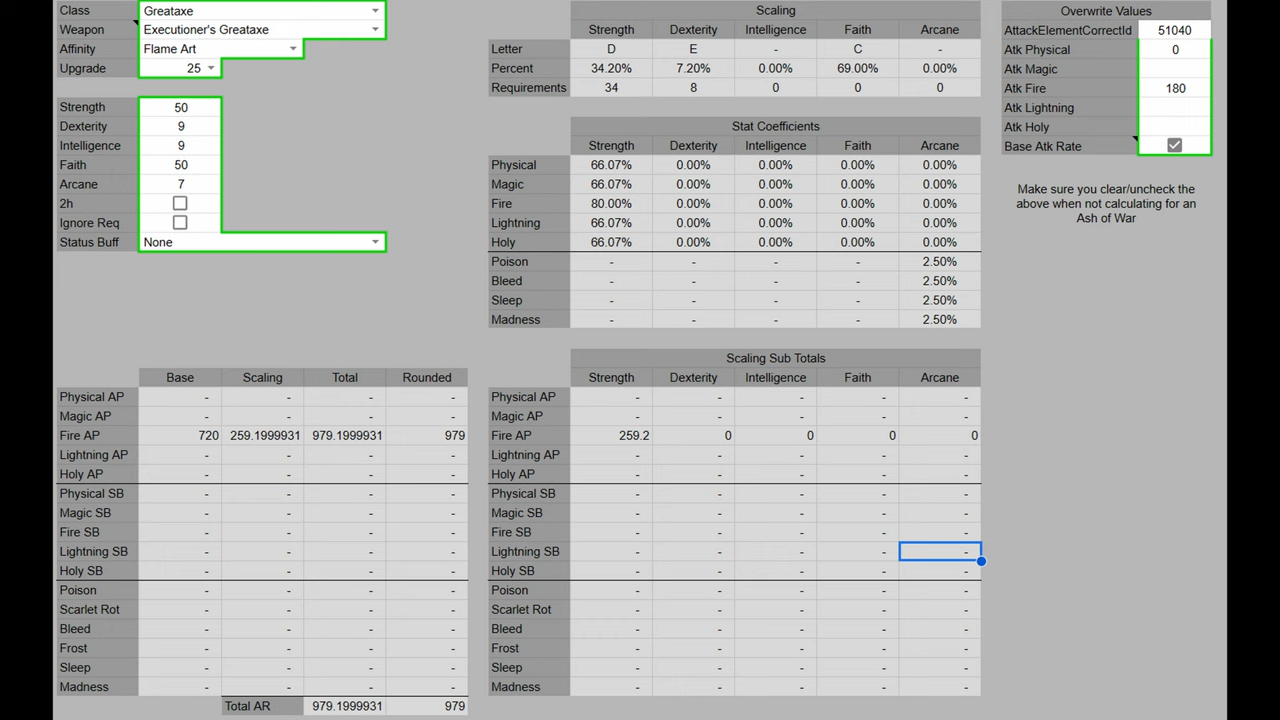 Class Greataxe
Weapon Executioner's Greataxe
Affinity Flame Art
Upgrade 25
Strength 50
Dexterity 9
Intelligence 9
Faith 50
Arcane 7
2h
Ignore Req
Status Buff None
Scaling
Strength Dexterity Intelligence Faith Arcane
Letter D E - C -
Percent 34.20% 7.20% 0.00% 69.00% 0.00%
Requirements 34 8 0 0 0
Stat Coefficients
Strength Dexterity Intelligence Faith Arcane
Physical 66.07% 0.00% 0.00% 0.00% 0.00%
Magic 66.07% 0.00% 0.00% 0.00% 0.00%
Fire 80.00% 0.00% 0.00% 0.00% 0.00%
Lightning 66.07% 0.00% 0.00% 0.00% 0.00%
Holy 66.07% 0.00% 0.00% 0.00% 0.00%
Poison - - - - 2.50%
Bleed - - - - 2.50%
Sleep - - - - 2.50%
Madness - - - - 2.50%
Overwrite Values
AttackElementCorrectId 51040
Atk Physical 0
Atk Magic
Atk Fire 180
Atk Lightning
Atk Holy
Base Atk Rate
Make sure you clear/uncheck the
above when not calculating for an
Ash of War
Base Scaling Total Rounded
Physical AP - - - -
Magic AP - - - -
Fire AP 720 259.1999931 979.1999931 979
Lightning AP - - - -
Holy AP - - - -
Physical SB - - - -
Magic SB - - - -
Fire SB - - - -
Lightning SB - - - -
Holy SB - - - -
Poison - - - -
Scarlet Rot - - - -
Bleed - - - -
Frost - - - -
Sleep - - - -
Madness - - - -
Total AR 979.1999931 979
Scaling Sub Totals
Strength Dexterity Intelligence Faith Arcane
Physical AP - - - - -
Magic AP - - - - -
Fire AP 259.2 0 0 0 0
Lightning AP - - - - -
Holy AP - - - - -
Physical SB - - - - -
Magic SB - - - - -
Fire SB - - - - -
Lightning SB - - - - -
Holy SB - - - - -
Poison - - - - -
Scarlet Rot - - - - -
Bleed - - - - -
Frost - - - - -
Sleep - - - - -
Madness - - - - -